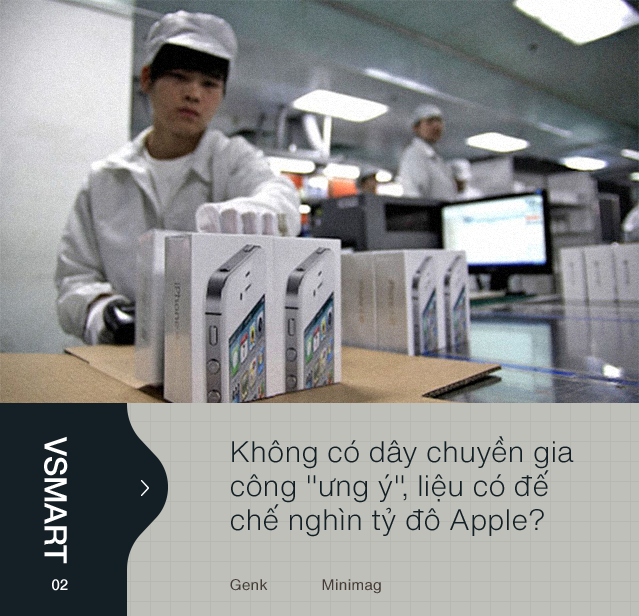 iPhone
Không có dây chuyền gia
công "ưng ý", liệu có đế
chế nghìn tỷ đô Apple?
VSMART
02
Genk
Minimag